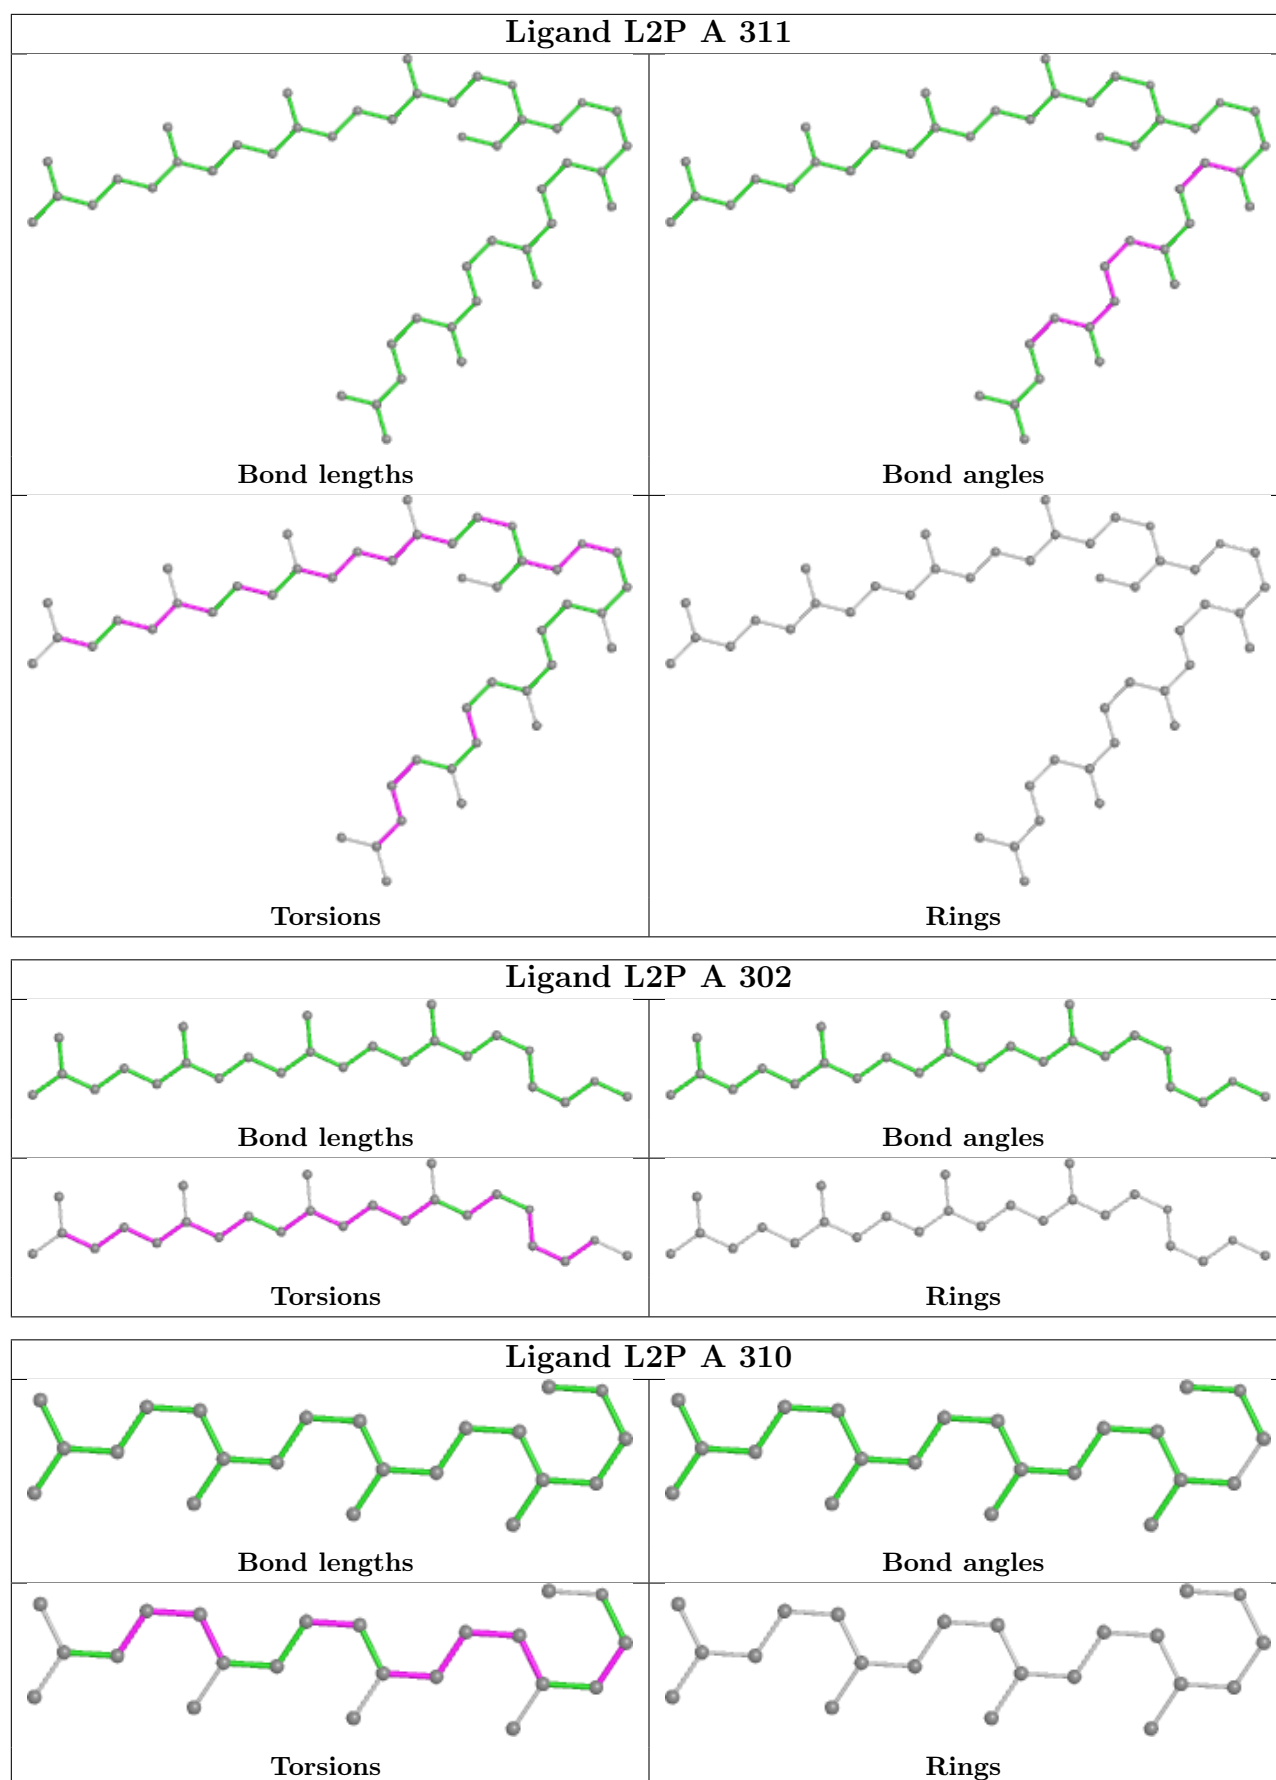 Ligand L2P A 311
Bond lengths
Bond angles
Torsions
Rings
Ligand L2P A 302
Bond lengths
Bond angles
Torsions
Rings
Ligand L2P A 310
Bond lengths
Bond angles
Torsions
Rings